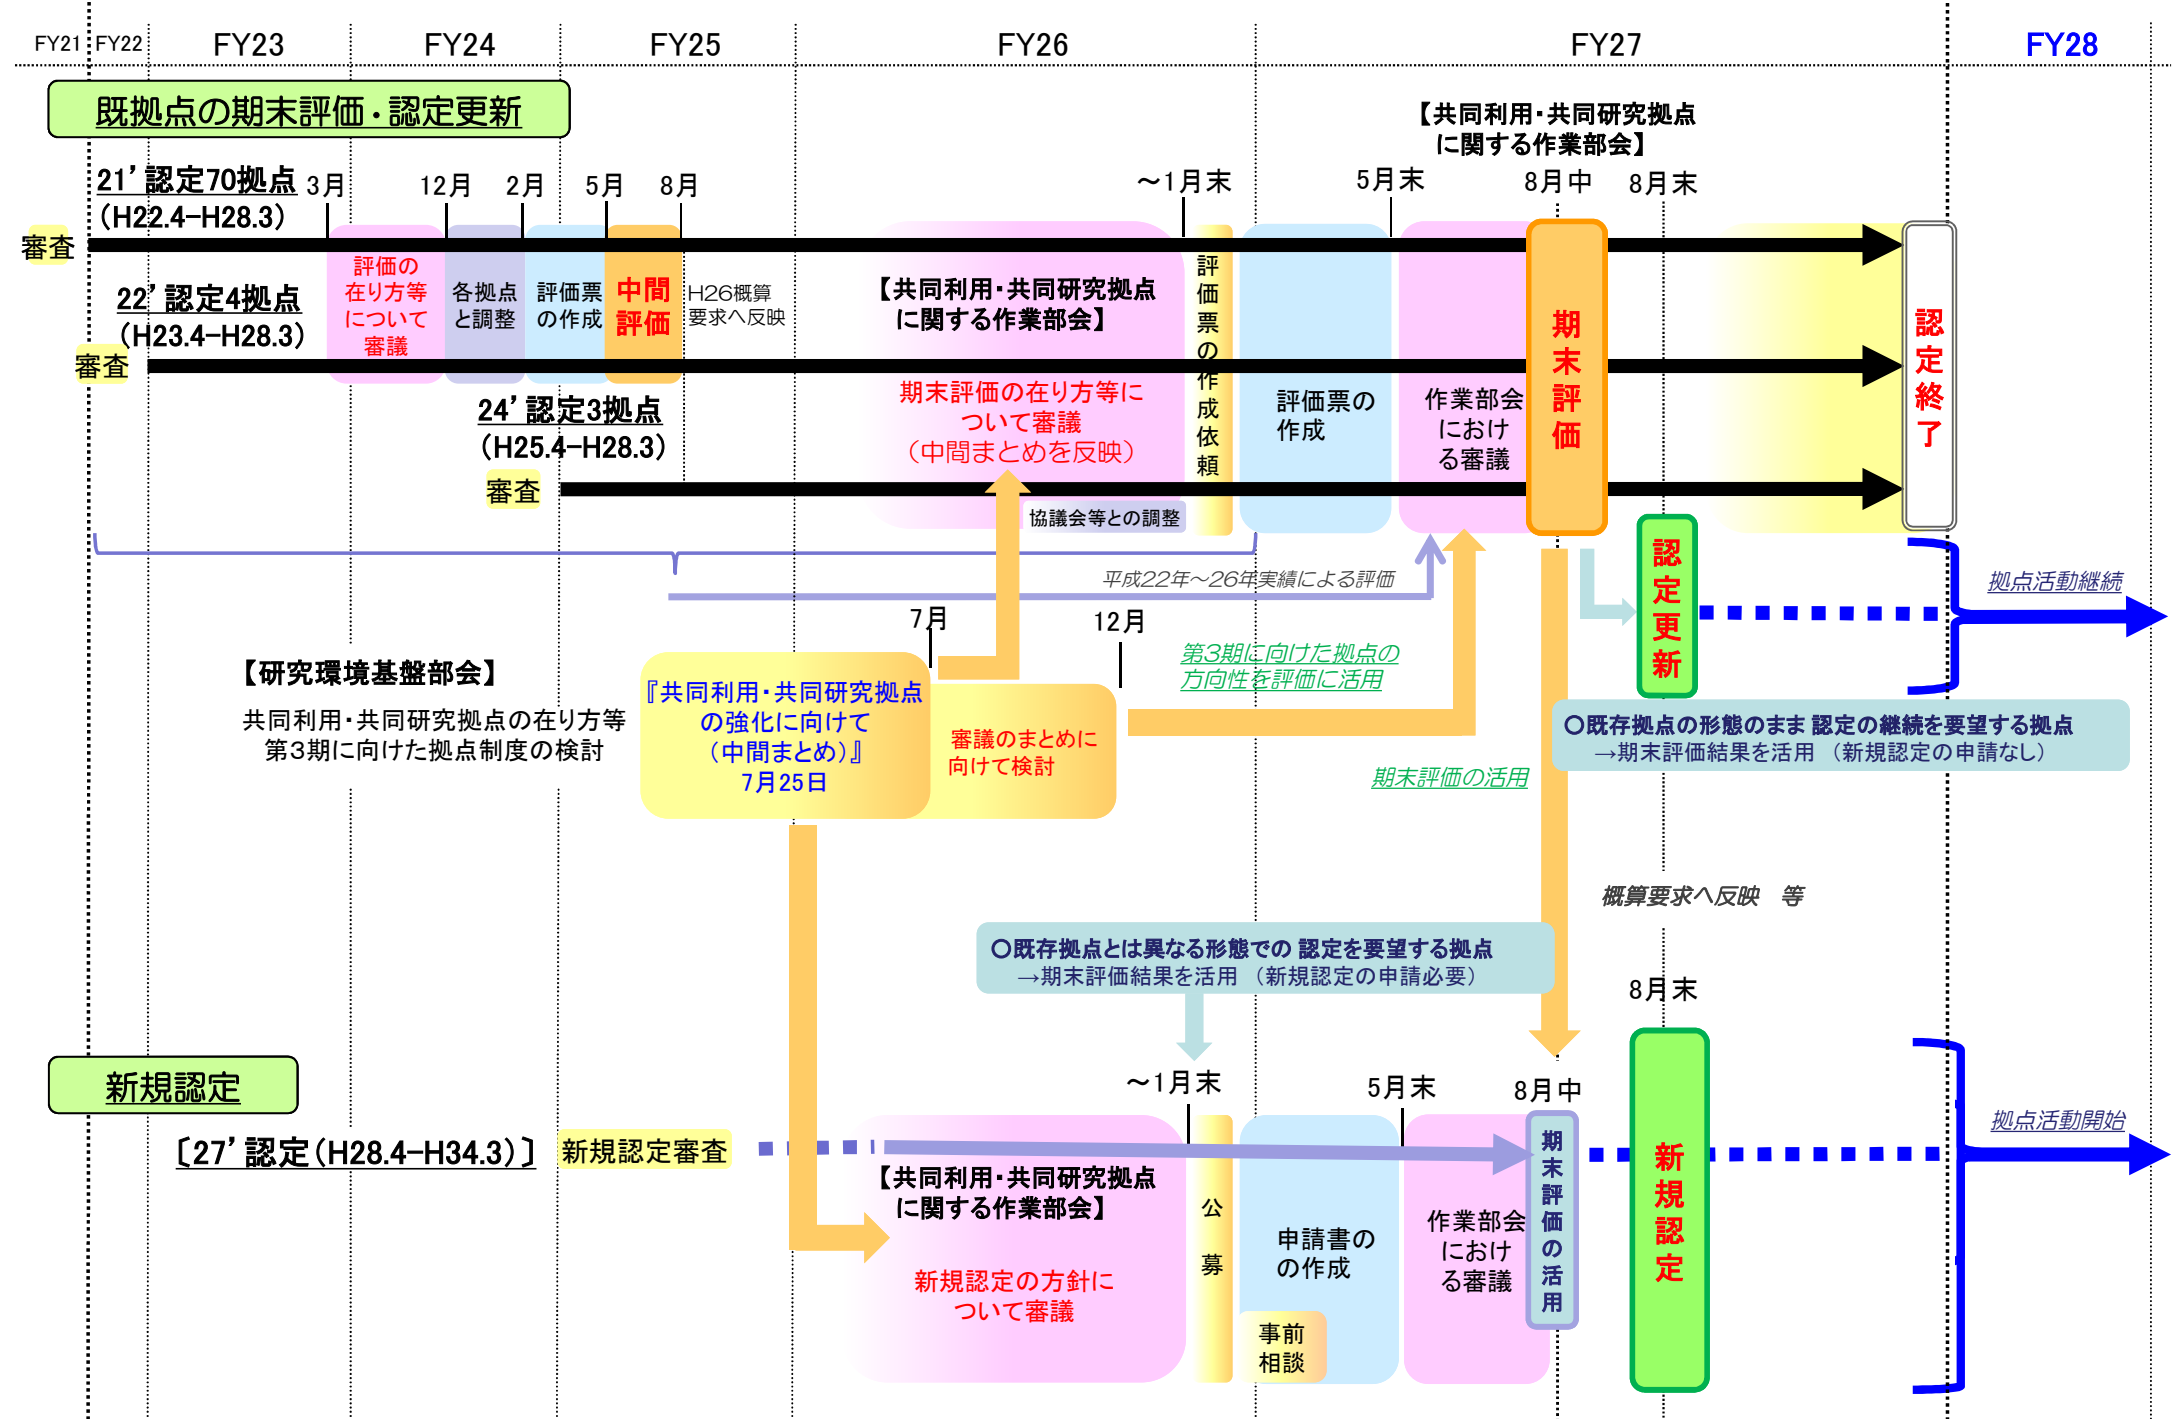 FY21 FY22 FY23 FY24 FY25 FY26 FY27 FY28
既拠点の期末評価・認定更新
【共同利用・共同研究拠点
に関する作業部会】
21’認定70拠点
(H22.4−H28.3)
3月 12月 2月 5月 8月 ～1月末 5月末 8月中 8月末
審査
22’認定4拠点
(H23.4−H28.3)
審査
評価の
在り方等
について
審議
各拠点
と調整
評価票
の作成
中間
評価
H26概算
要求へ反映
24’認定3拠点
(H25.4−H28.3)
審査
【共同利用・共同研究拠点
に関する作業部会】
期末評価の在り方等に
ついて審議
（中間まとめを反映）
協議会等との調整
評価票の作成依頼
評価票の
作成
作業部会
におけ
る審議
期末評価
認定終了
認定更新
平成22年～26年実績による評価
拠点活動継続
7月
12月
第3期に向けた拠点の
方向性を評価に活用
【研究環境基盤部会】
共同利用・共同研究拠点の在り方等
第3期に向けた拠点制度の検討
『共同利用・共同研究拠点
の強化に向けて
（中間まとめ）』
7月25日
審議のまとめに
向けて検討
期末評価の活用
○既存拠点の形態のまま 認定の継続を要望する拠点
→期末評価結果を活用 （新規認定の申請なし）
概算要求へ反映 等
○既存拠点とは異なる形態での 認定を要望する拠点
→期末評価結果を活用 （新規認定の申請必要）
8月末
新規認定
～1月末 5月末 8月中
〔27’認定(H28.4−H34.3)〕
新規認定審査
【共同利用・共同研究拠点
に関する作業部会】
新規認定の方針に
ついて審議
公募
申請書の
の作成
事前
相談
作業部会
におけ
る審議
期末評価の活用
新規認定
拠点活動開始